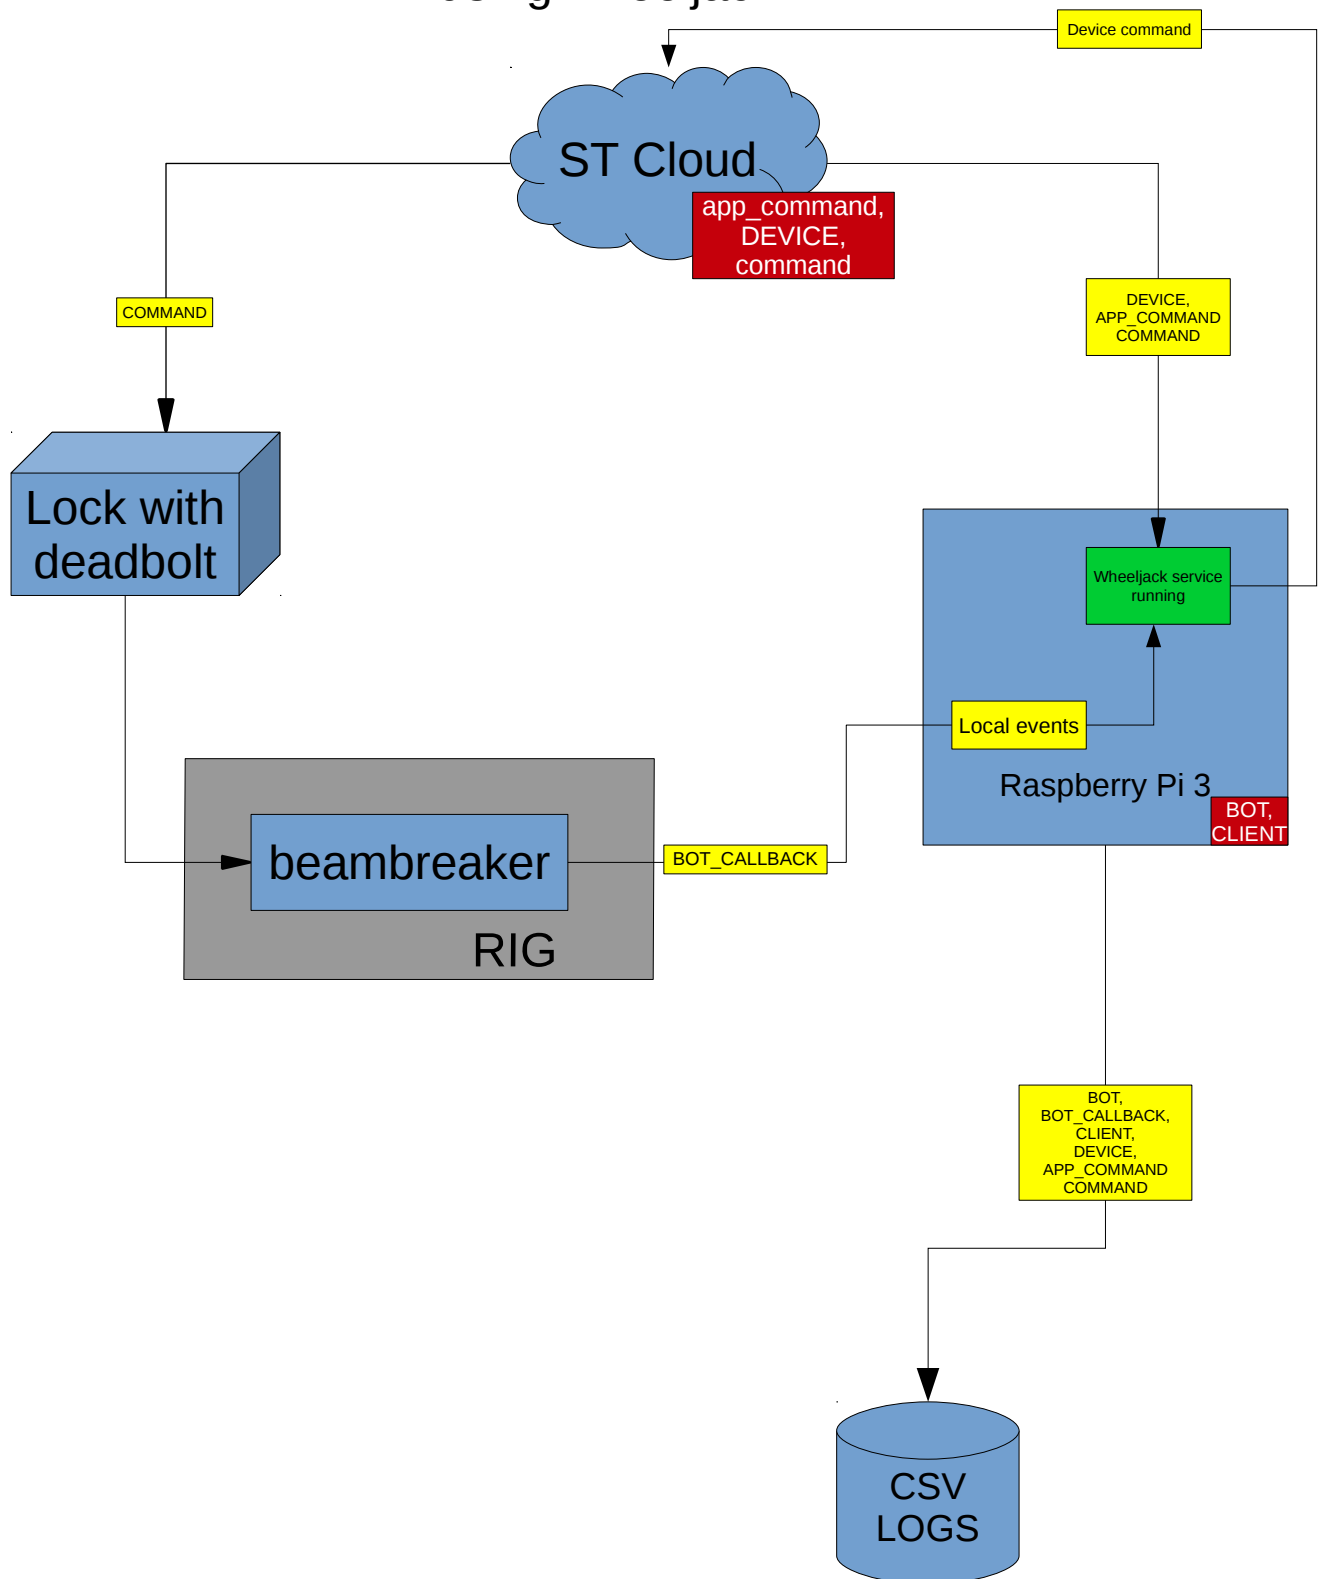 Device command
ST Cloud
app_command,
DEVICE,
command
COMMAND
DEVICE,
APP_COMMAND
COMMAND
Lock with
deadbolt
Wheeljack service
running
Local events
Raspberry Pi 3
BOT,
CLIENT
beambreaker
BOT_CALLBACK
RIG
BOT,
BOT_CALLBACK,
CLIENT,
DEVICE,
APP_COMMAND
COMMAND
CSV
LOGS